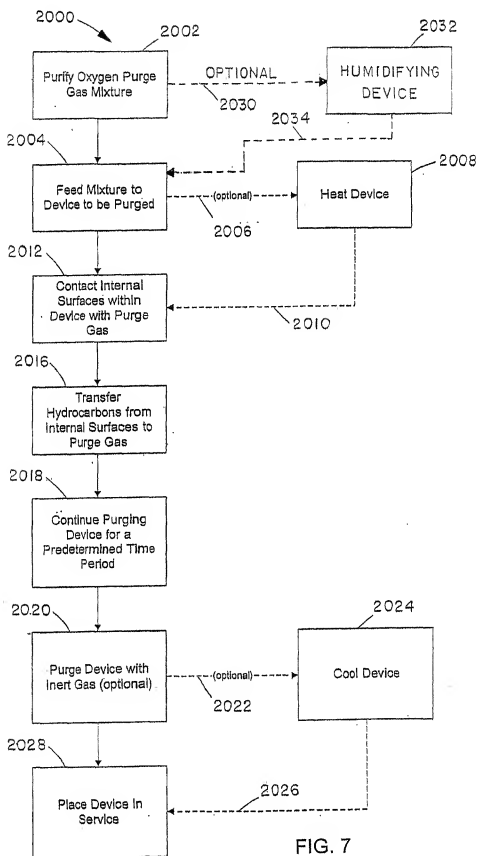 2000
2002
2032
Purify Oxygen Purge
Gas Mixture
OPTIONAL
2030
HUMIDIFYING
DEVICE
2034
2004
2008
Feed Mixture to
Device to be Purged
(optional)
2006
Heat Device
2012
Contact Internal
Surfaces within
Device with Purge
Gas
2010
2016
Transfer
Hydrocarbons from
Internal Surfaces to
Purge Gas
2018
Continue Purging
Device for a
Predetermined Time
Period
2020
2024
Purge Device with
Inert Gas (optional)
(optional)
2022
Cool Device
2028
2026
Place Device in
Service
FIG. 7